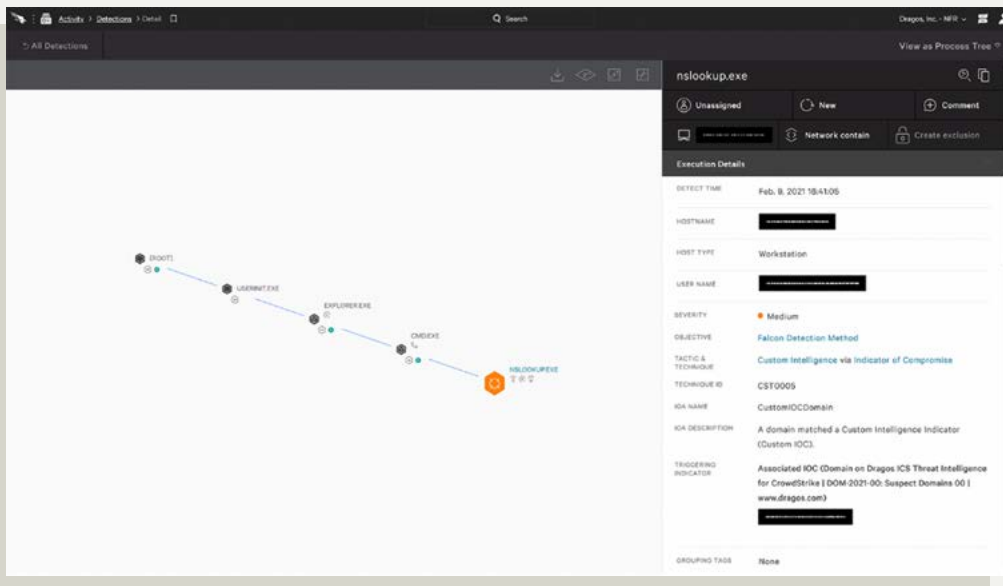 Activity > Detections > Detail
Search
Dragos, Inc. - NFR
All Detections
View as Process Tree
nslookup.exe
Unassigned
New
Comment
Network contain
Create exclusion
Execution Details
DETECT TIME
Feb. 9, 2021 16:41:05
HOSTNAME
HOST TYPE
Workstation
USER NAME
SEVERITY
Medium
OBJECTIVE
Falcon Detection Method
TACTIC &
TECHNIQUE
Custom Intelligence via Indicator of Compromise
TECHNIQUE ID
CST0005
IOA NAME
CustomIOCDomain
IOA DESCRIPTION
A domain matched a Custom Intelligence Indicator
(Custom IOC).
TRIGGERING
INDICATOR
Associated IOC (Domain on Dragos ICS Threat Intelligence
for CrowdStrike | DOM-2021-00: Suspect Domains 00 |
www.dragos.com)
GROUPING TAGS
None
USERINIT.EXE
EXPLORER.EXE
CMD.EXE
NSLOOKUP.EXE